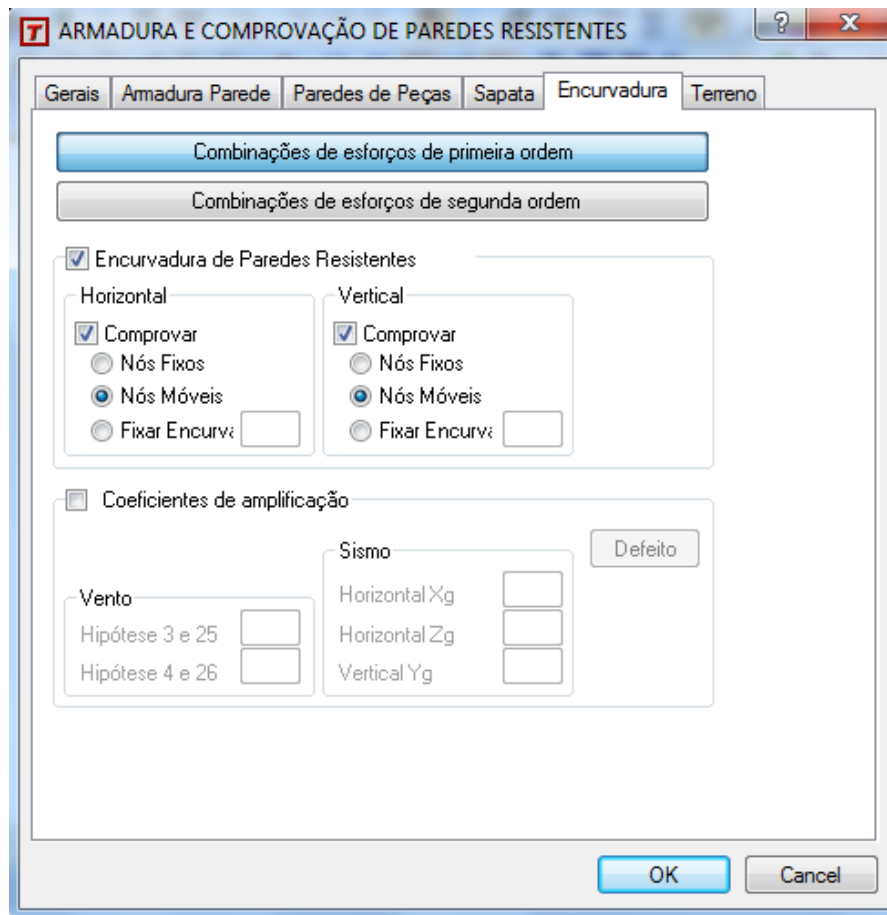 ARMADURA E COMPROVAÇÃO DE PAREDES RESISTENTES
Gerais Armadura Parede Paredes de Peças Sapata Encurvadura Terreno
Combinações de esforços de primeira ordem
Combinações de esforços de segunda ordem
Encurvadura de Paredes Resistentes
Horizontal Vertical
Comprovar Comprovar
Nós Fixos Nós Fixos
Nós Móveis Nós Móveis
Fixar Encurva Fixar Encurva
Coeficientes de amplificação
Sismo Defeito
Horizontal Xg
Vento
Hipótese 3 e 25 Horizontal Zg
Hipótese 4 e 26 Vertical Yg
OK Cancel